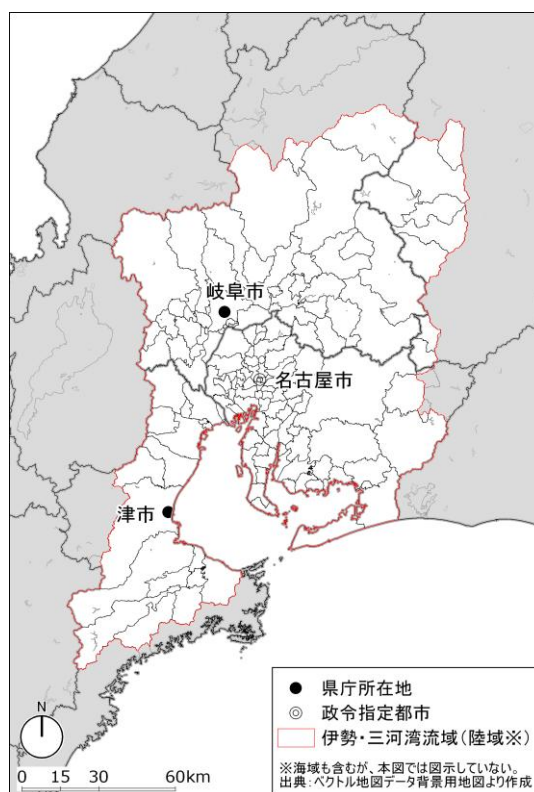 岐阜市
名古屋市
津市
N
0 15 30 60km
県庁所在地
政令指定都市
伊勢・三河湾流域(陸域※)
※海域も含むが、本図では図示していない。
出典:ベクトル地図データ背景用地図より作成